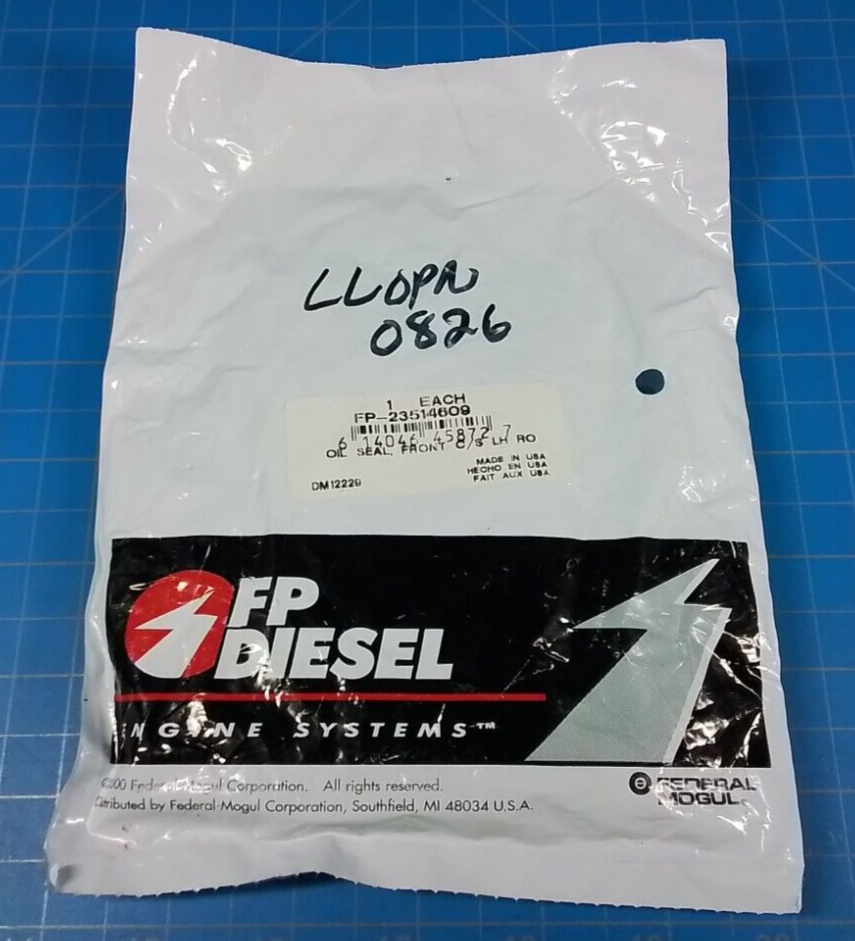 LLOPN
0826
1 EACH
FP-23514609
6 14046 45872 7
OIL SEAL, FRONT C/S LH RO
MADE IN USA
HECHO EN USA
FAIT AUX USA
DM12229
FP
DIESEL
ENGINE SYSTEMS™
Federal-Mogul Corporation. All rights reserved.
Distributed by Federal-Mogul Corporation, Southfield, MI 48034 U.S.A.
FEDERAL
MOGUL